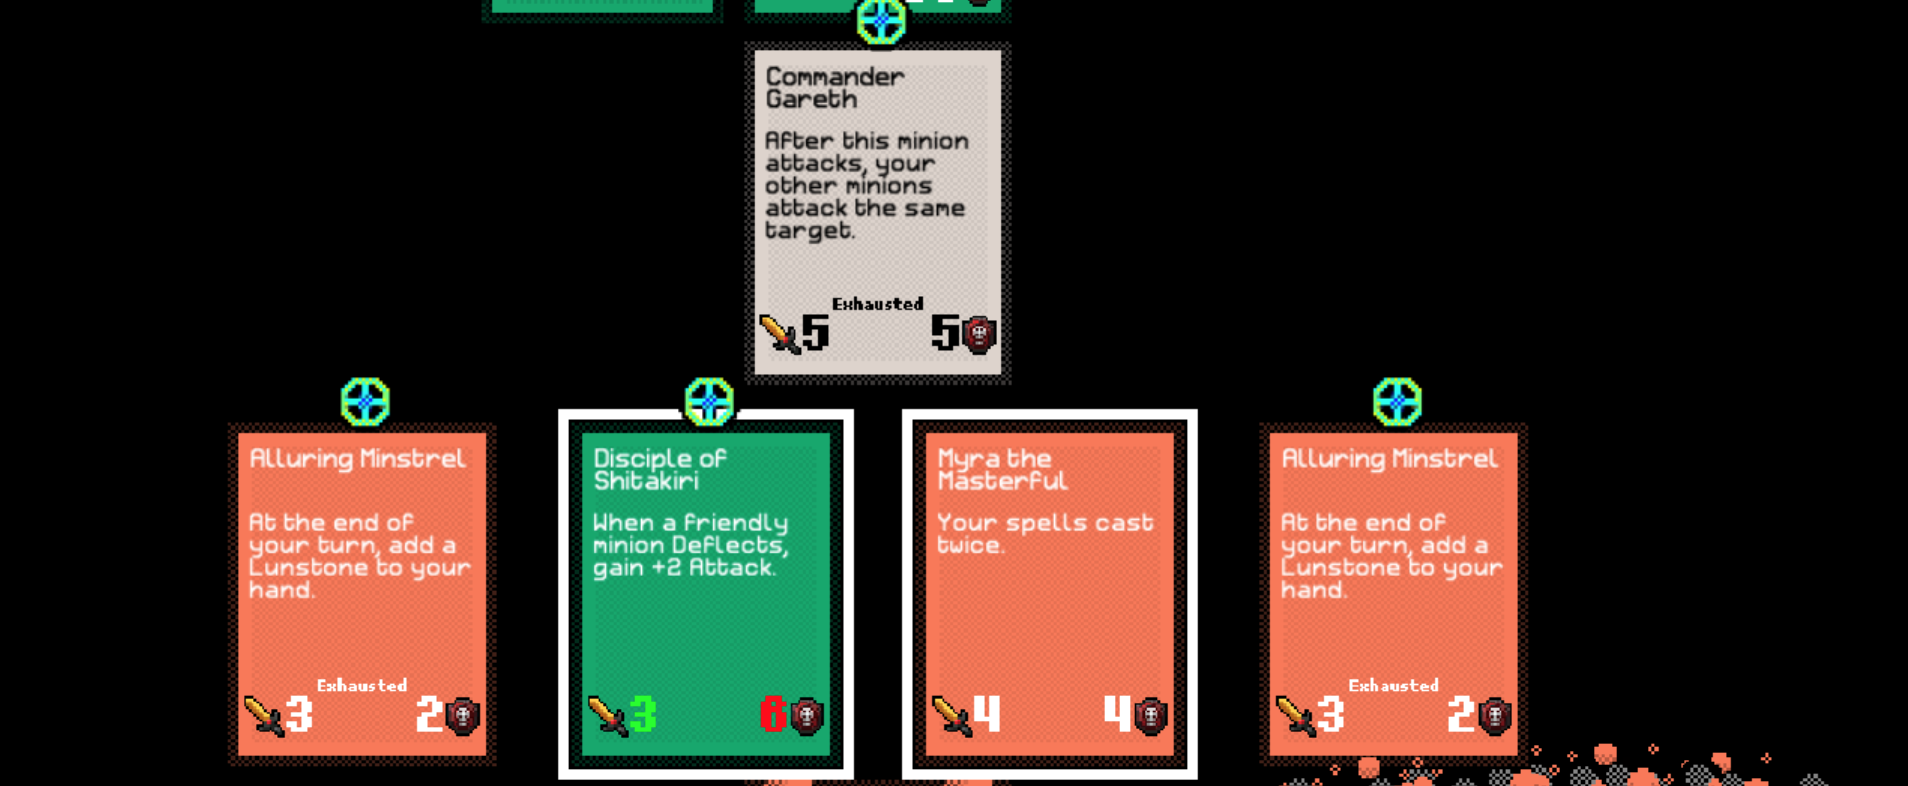 Commander
Gareth
After this minion
attacks, your
other minions
attack the same
target.
Exhausted
5 5
Alluring Minstrel
At the end of
your turn, add a
Lunstone to your
hand.
Exhausted
3 2
Disciple of
Shitakiri
When a friendly
minion Deflects,
gain +2 Attack.
3 6
Myra the
Masterful
Your spells cast
twice.
4 4
Alluring Minstrel
At the end of
your turn, add a
Lunstone to your
hand.
Exhausted
3 2